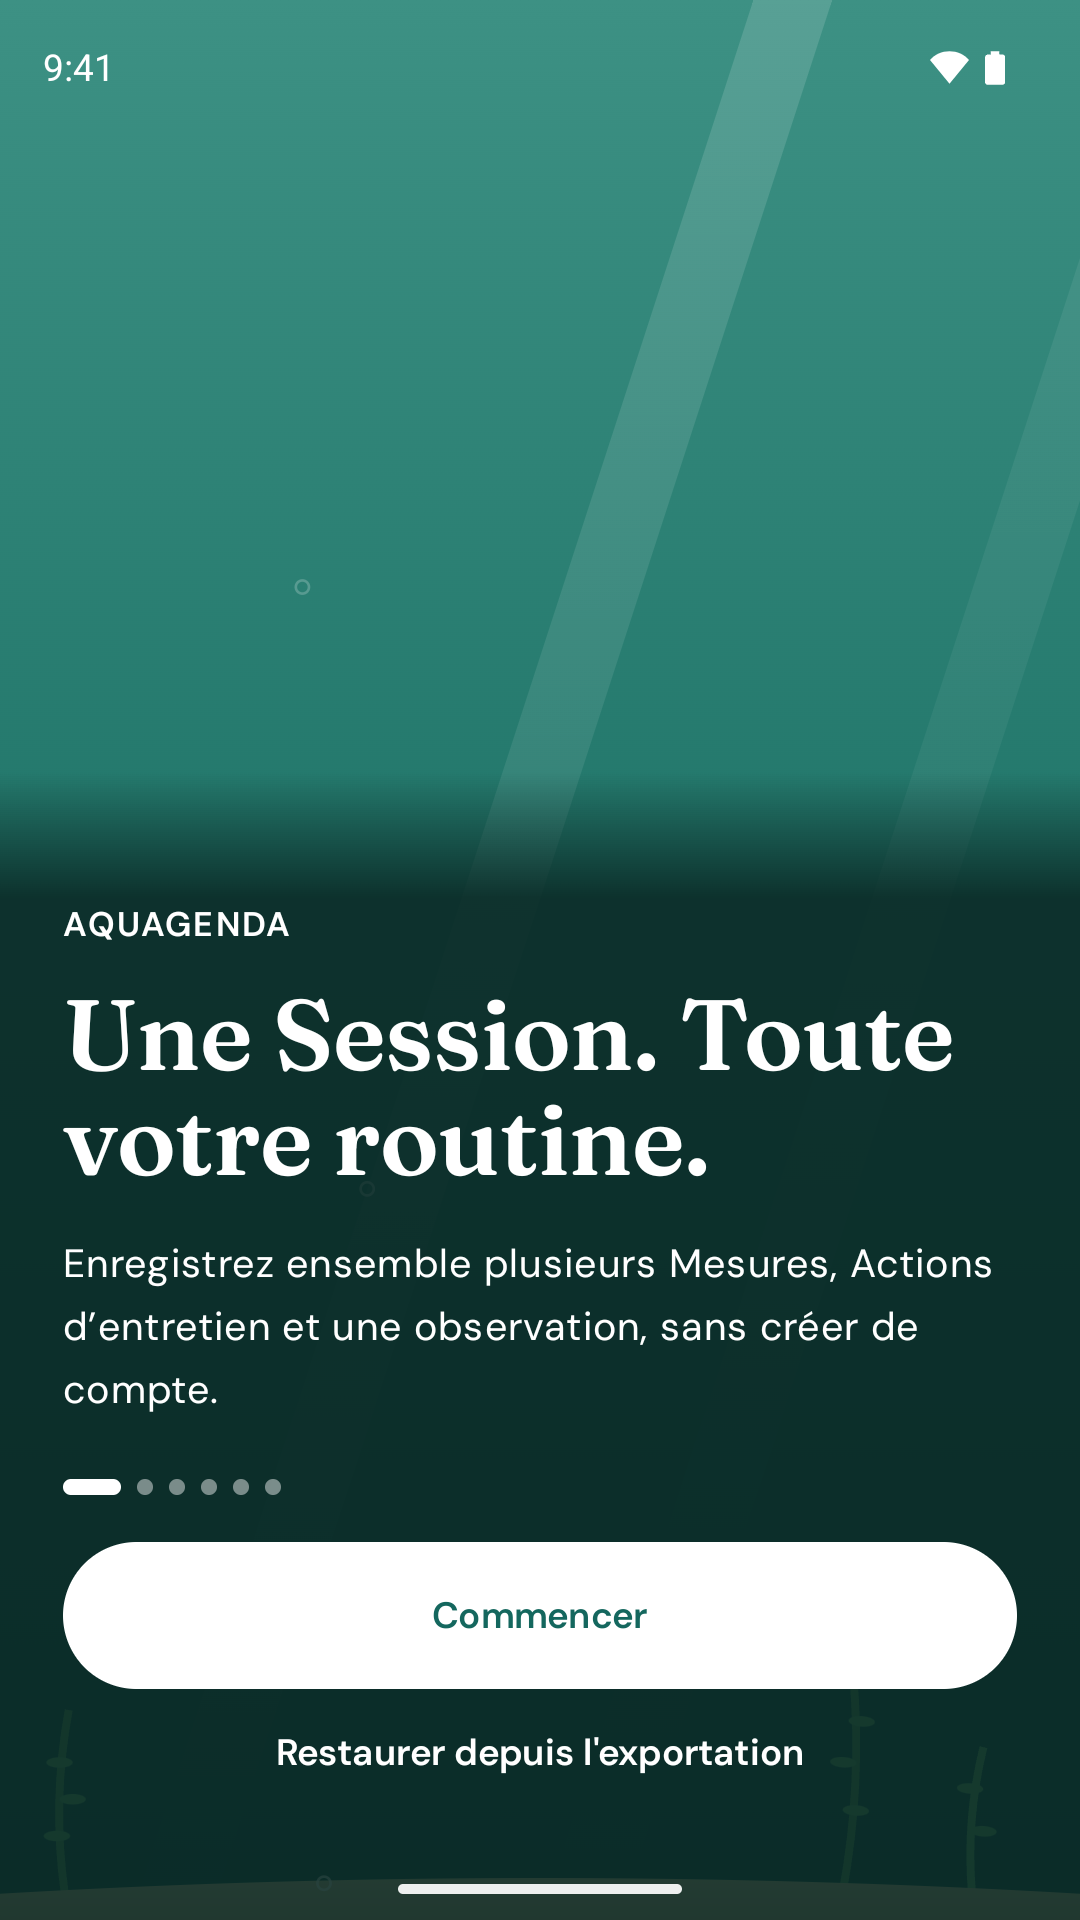 9:41
AQUAGENDA
Une Session. Toute
votre routine.
Enregistrez ensemble plusieurs Mesures, Actions
d’entretien et une observation, sans créer de
compte.
Commencer
Restaurer depuis l'exportation